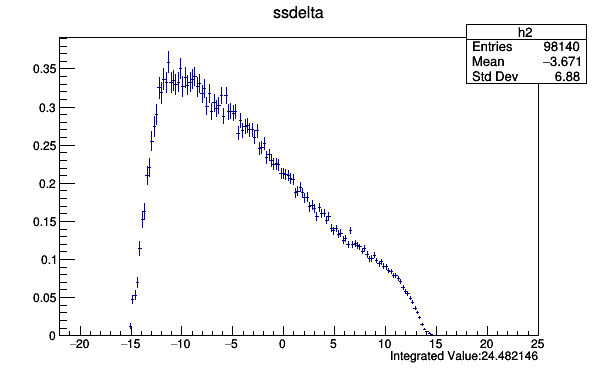 ssdelta
h2
Entries 98140
Mean −3.671
Std Dev 6.88
0.35
0.3
0.25
0.2
0.15
0.1
0.05
0
−20 −15 −10 −5 0 5 10 15 20 25
Integrated Value:24.482146